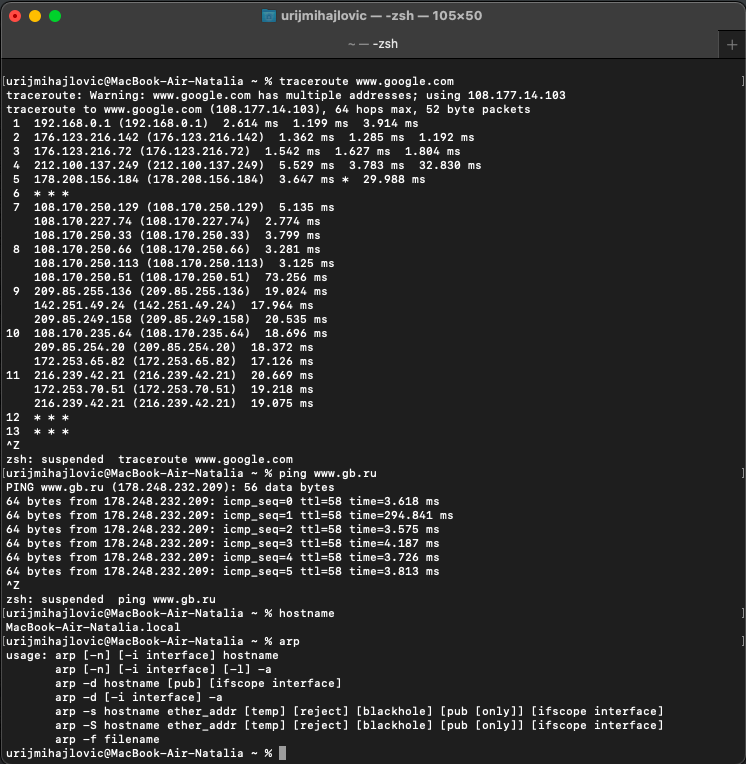 urijmihajlovic — -zsh — 105×50
~ — -zsh
+
[urijmihajlovic@MacBook-Air-Natalia ~ % traceroute www.google.com ]
traceroute: Warning: www.google.com has multiple addresses; using 108.177.14.103
traceroute to www.google.com (108.177.14.103), 64 hops max, 52 byte packets
 1  192.168.0.1 (192.168.0.1)  2.614 ms  1.199 ms  3.914 ms
 2  176.123.216.142 (176.123.216.142)  1.362 ms  1.285 ms  1.192 ms
 3  176.123.216.72 (176.123.216.72)  1.542 ms  1.627 ms  1.804 ms
 4  212.100.137.249 (212.100.137.249)  5.529 ms  3.783 ms  32.830 ms
 5  178.208.156.184 (178.208.156.184)  3.647 ms *  29.988 ms
 6  * * *
 7  108.170.250.129 (108.170.250.129)  5.135 ms
    108.170.227.74 (108.170.227.74)  2.774 ms
    108.170.250.33 (108.170.250.33)  3.799 ms
 8  108.170.250.66 (108.170.250.66)  3.281 ms
    108.170.250.113 (108.170.250.113)  3.125 ms
    108.170.250.51 (108.170.250.51)  73.256 ms
 9  209.85.255.136 (209.85.255.136)  19.024 ms
    142.251.49.24 (142.251.49.24)  17.964 ms
    209.85.249.158 (209.85.249.158)  20.535 ms
10  108.170.235.64 (108.170.235.64)  18.696 ms
    209.85.254.20 (209.85.254.20)  18.372 ms
    172.253.65.82 (172.253.65.82)  17.126 ms
11  216.239.42.21 (216.239.42.21)  20.669 ms
    172.253.70.51 (172.253.70.51)  19.218 ms
    216.239.42.21 (216.239.42.21)  19.075 ms
12  * * *
13  * * *
^Z
zsh: suspended  traceroute www.google.com
[urijmihajlovic@MacBook-Air-Natalia ~ % ping www.gb.ru ]
PING www.gb.ru (178.248.232.209): 56 data bytes
64 bytes from 178.248.232.209: icmp_seq=0 ttl=58 time=3.618 ms
64 bytes from 178.248.232.209: icmp_seq=1 ttl=58 time=294.841 ms
64 bytes from 178.248.232.209: icmp_seq=2 ttl=58 time=3.575 ms
64 bytes from 178.248.232.209: icmp_seq=3 ttl=58 time=4.187 ms
64 bytes from 178.248.232.209: icmp_seq=4 ttl=58 time=3.726 ms
64 bytes from 178.248.232.209: icmp_seq=5 ttl=58 time=3.813 ms
^Z
zsh: suspended  ping www.gb.ru
[urijmihajlovic@MacBook-Air-Natalia ~ % hostname ]
MacBook-Air-Natalia.local
[urijmihajlovic@MacBook-Air-Natalia ~ % arp ]
usage: arp [-n] [-i interface] hostname
       arp [-n] [-i interface] [-l] -a
       arp -d hostname [pub] [ifscope interface]
       arp -d [-i interface] -a
       arp -s hostname ether_addr [temp] [reject] [blackhole] [pub [only]] [ifscope interface]
       arp -S hostname ether_addr [temp] [reject] [blackhole] [pub [only]] [ifscope interface]
       arp -f filename
urijmihajlovic@MacBook-Air-Natalia ~ %